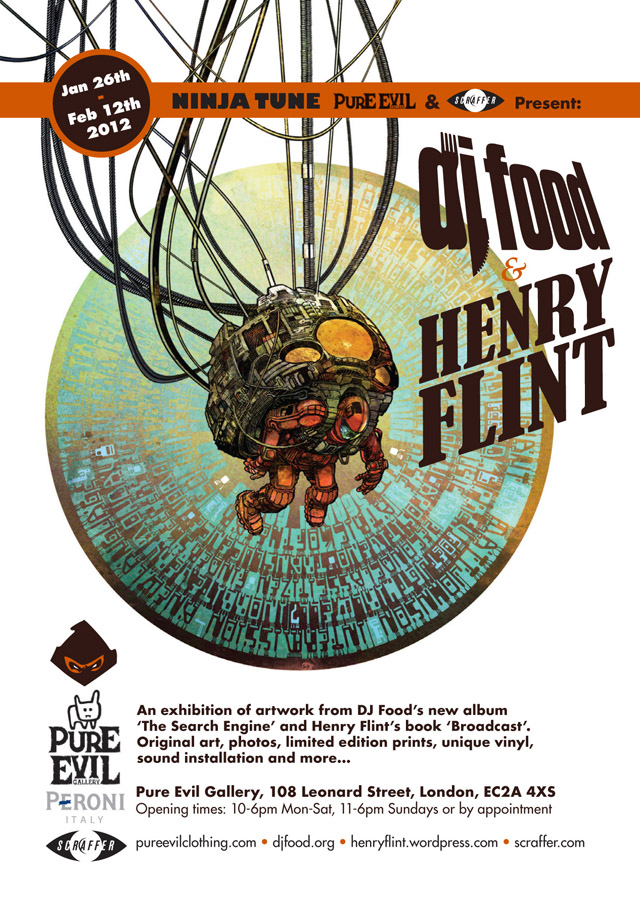 Jan 26th
-
Feb 12th
2012
NINJA TUNE PURE EVIL & SCRAFFER Present:
dj food
&
HENRY
FLINT
An exhibition of artwork from DJ Food's new album
'The Search Engine' and Henry Flint's book 'Broadcast'.
Original art, photos, limited edition prints, unique vinyl,
sound installation and more...
PURE
EVIL
GALLERY
Pure Evil Gallery, 108 Leonard Street, London, EC2A 4XS
PERONI
ITALY
Opening times: 10-6pm Mon-Sat, 11-6pm Sundays or by appointment
SCRAFFER
pureevilclothing.com • djfood.org • henryflint.wordpress.com • scraffer.com